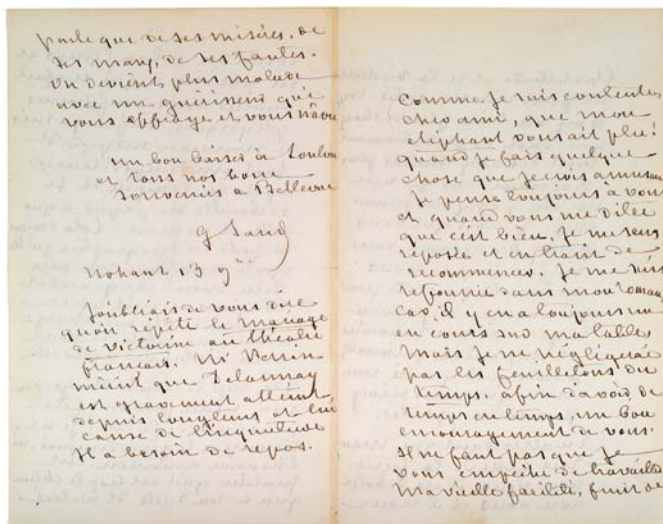 parle que de ses misères, de
ses maux, de ses fautes.
on devient plus malade
avec un guérisseur qui
vous effraye et vous navre
un bon baiser à Loulou
et tous nos bons
souvenirs à Bellevue
G Sand
Nohant 13 9bre
J'oubliais de vous dire
qu'on répète le mariage
de victorine au théâtre
français. Mr Perrin
m'écrit que Delaunay
est gravement atteint
depuis longtems et lui
cause de l'inquiétude
Il a besoin de repos.
Comme je suis contente,
cher ami, que mon
éléphant vous ait plu!
quand je fais quelque
chose que je crois amusant
je pense toujours à vous
et quand vous me dites
que c'est bien, je me sens
reposée et en train de
recommencer. Je me suis
refourrée dans mon roman
car il y en a toujours un
en cours sur ma table
mais je ne négligerai
pas les feuilletons du
temps, afin d'avoir de
temps en temps, un bon
encouragement de vous.
Il ne faut pas que je
vous empêche de travailler
Ma vieille facilité, fruit de